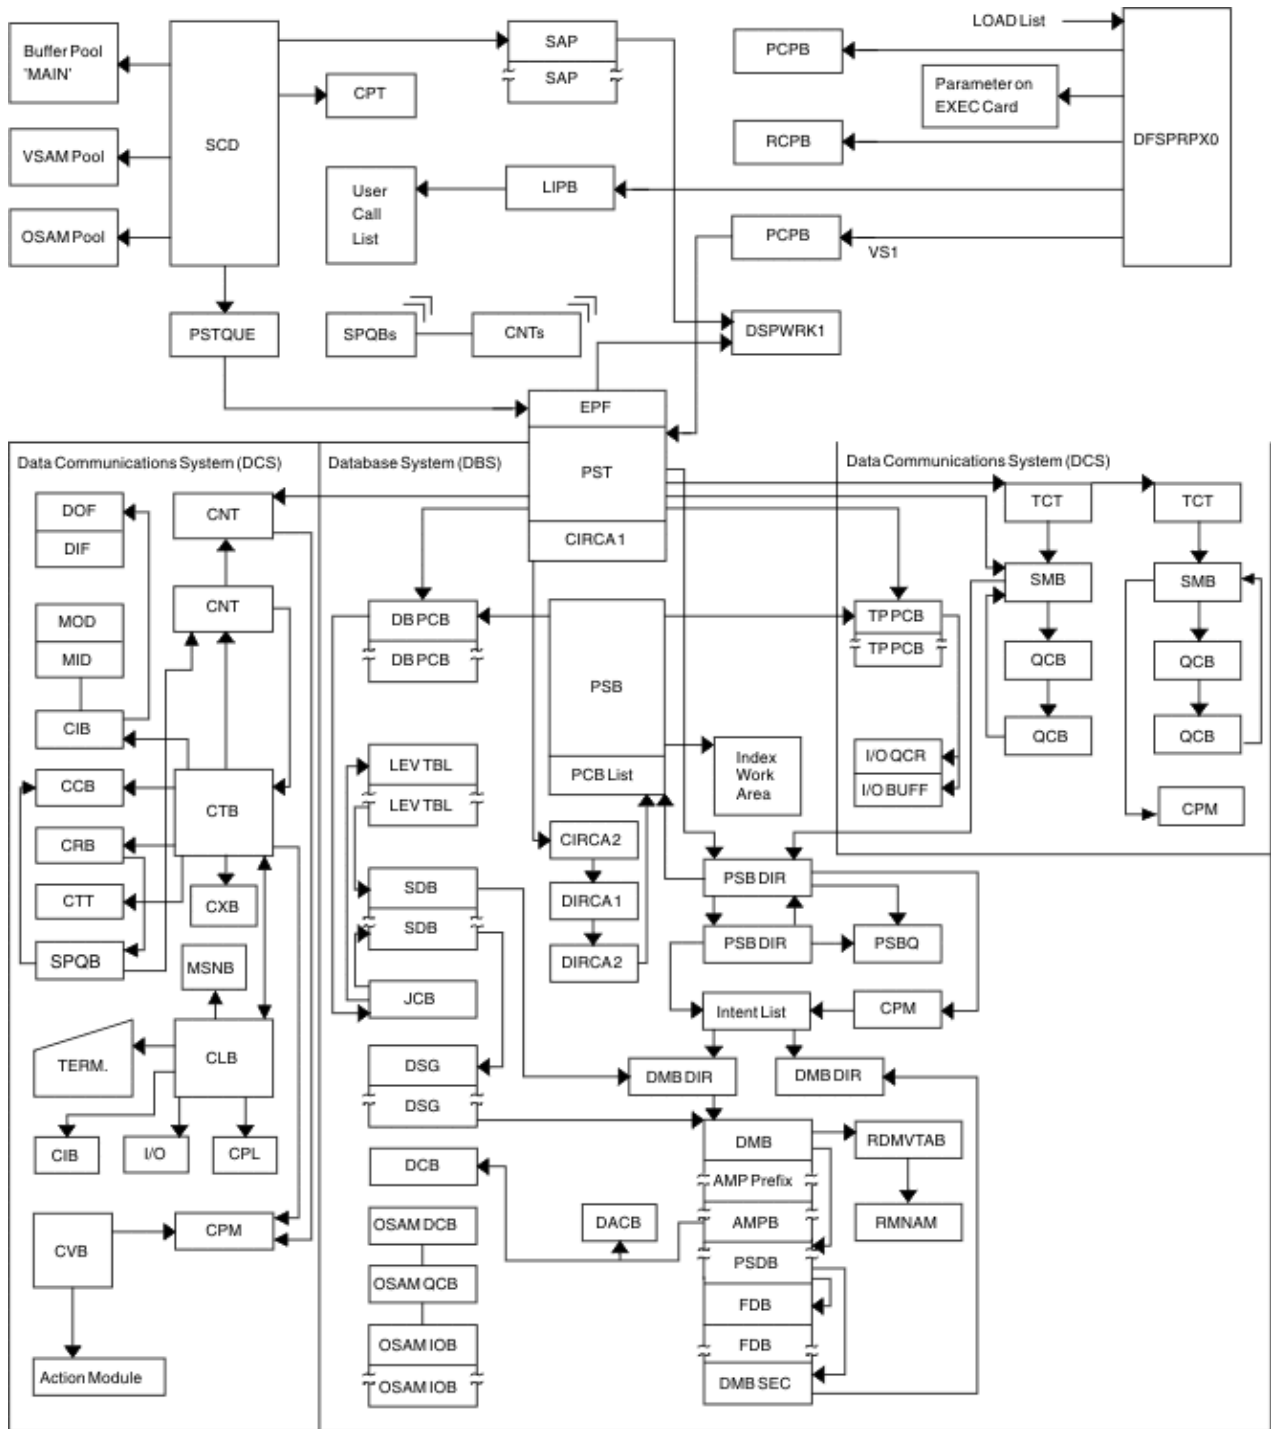 LOAD List
Buffer Pool
'MAIN'
SCD
SAP
SAP
PCPB
CPT
Parameter on
EXEC Card
VSAM Pool
RCPB
DFSPRPX0
User
Call
List
LIPB
OSAM Pool
PCPB
VS1
PSTQUE
SPQBs
CNTs
DSPWRK1
EPF
PST
CIRCA1
Data Communications System (DCS)
Database System (DBS)
Data Communications System (DCS)
DOF
DIF
CNT
CNT
MOD
MID
CIB
CCB
CTB
CRB
CTT
CXB
SPQB
MSNB
TERM.
CLB
CIB
I/O
CPL
CVB
CPM
Action Module
DB PCB
DB PCB
PSB
PCB List
LEV TBL
LEV TBL
Index
Work
Area
CIRCA2
DIRCA1
DIRCA2
SDB
SDB
JCB
DSG
DSG
DCB
OSAM DCB
OSAM QCB
OSAM IOB
OSAM IOB
DACB
TP PCB
TP PCB
I/O QCR
I/O BUFF
TCT
TCT
SMB
SMB
QCB
QCB
QCB
QCB
CPM
PSB DIR
PSB DIR
PSBQ
Intent List
CPM
DMB DIR
DMB DIR
DMB
AMP Prefix
AMPB
PSDB
FDB
FDB
DMB SEC
RDMVTAB
RMNAM